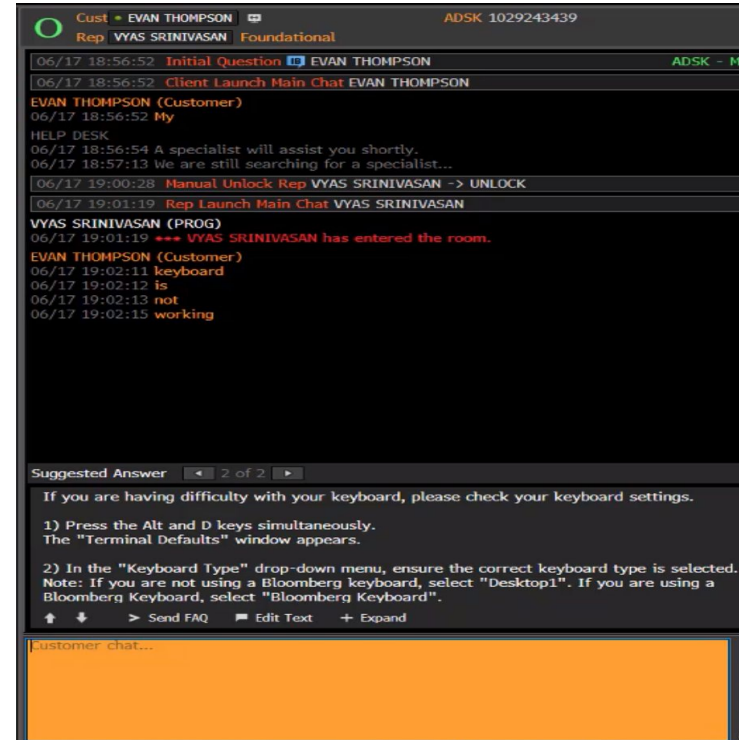 Cust • EVAN THOMPSON ADSK 1029243439
Rep VYAS SRINIVASAN Foundational
06/17 18:56:52 Initial Question EVAN THOMPSON ADSK - M
06/17 18:56:52 Client Launch Main Chat EVAN THOMPSON
EVAN THOMPSON (Customer)
06/17 18:56:52 My
HELP DESK
06/17 18:56:54 A specialist will assist you shortly.
06/17 18:57:13 We are still searching for a specialist...
06/17 19:00:28 Manual Unlock Rep VYAS SRINIVASAN -> UNLOCK
06/17 19:01:19 Rep Launch Main Chat VYAS SRINIVASAN
VYAS SRINIVASAN (PROG)
06/17 19:01:19 *** VYAS SRINIVASAN has entered the room.
EVAN THOMPSON (Customer)
06/17 19:02:11 keyboard
06/17 19:02:12 is
06/17 19:02:13 not
06/17 19:02:15 working
Suggested Answer 2 of 2
If you are having difficulty with your keyboard, please check your keyboard settings.
1) Press the Alt and D keys simultaneously.
The "Terminal Defaults" window appears.
2) In the "Keyboard Type" drop-down menu, ensure the correct keyboard type is selected.
Note: If you are not using a Bloomberg keyboard, select "Desktop1". If you are using a
Bloomberg Keyboard, select "Bloomberg Keyboard".
> Send FAQ Edit Text + Expand
Customer chat...